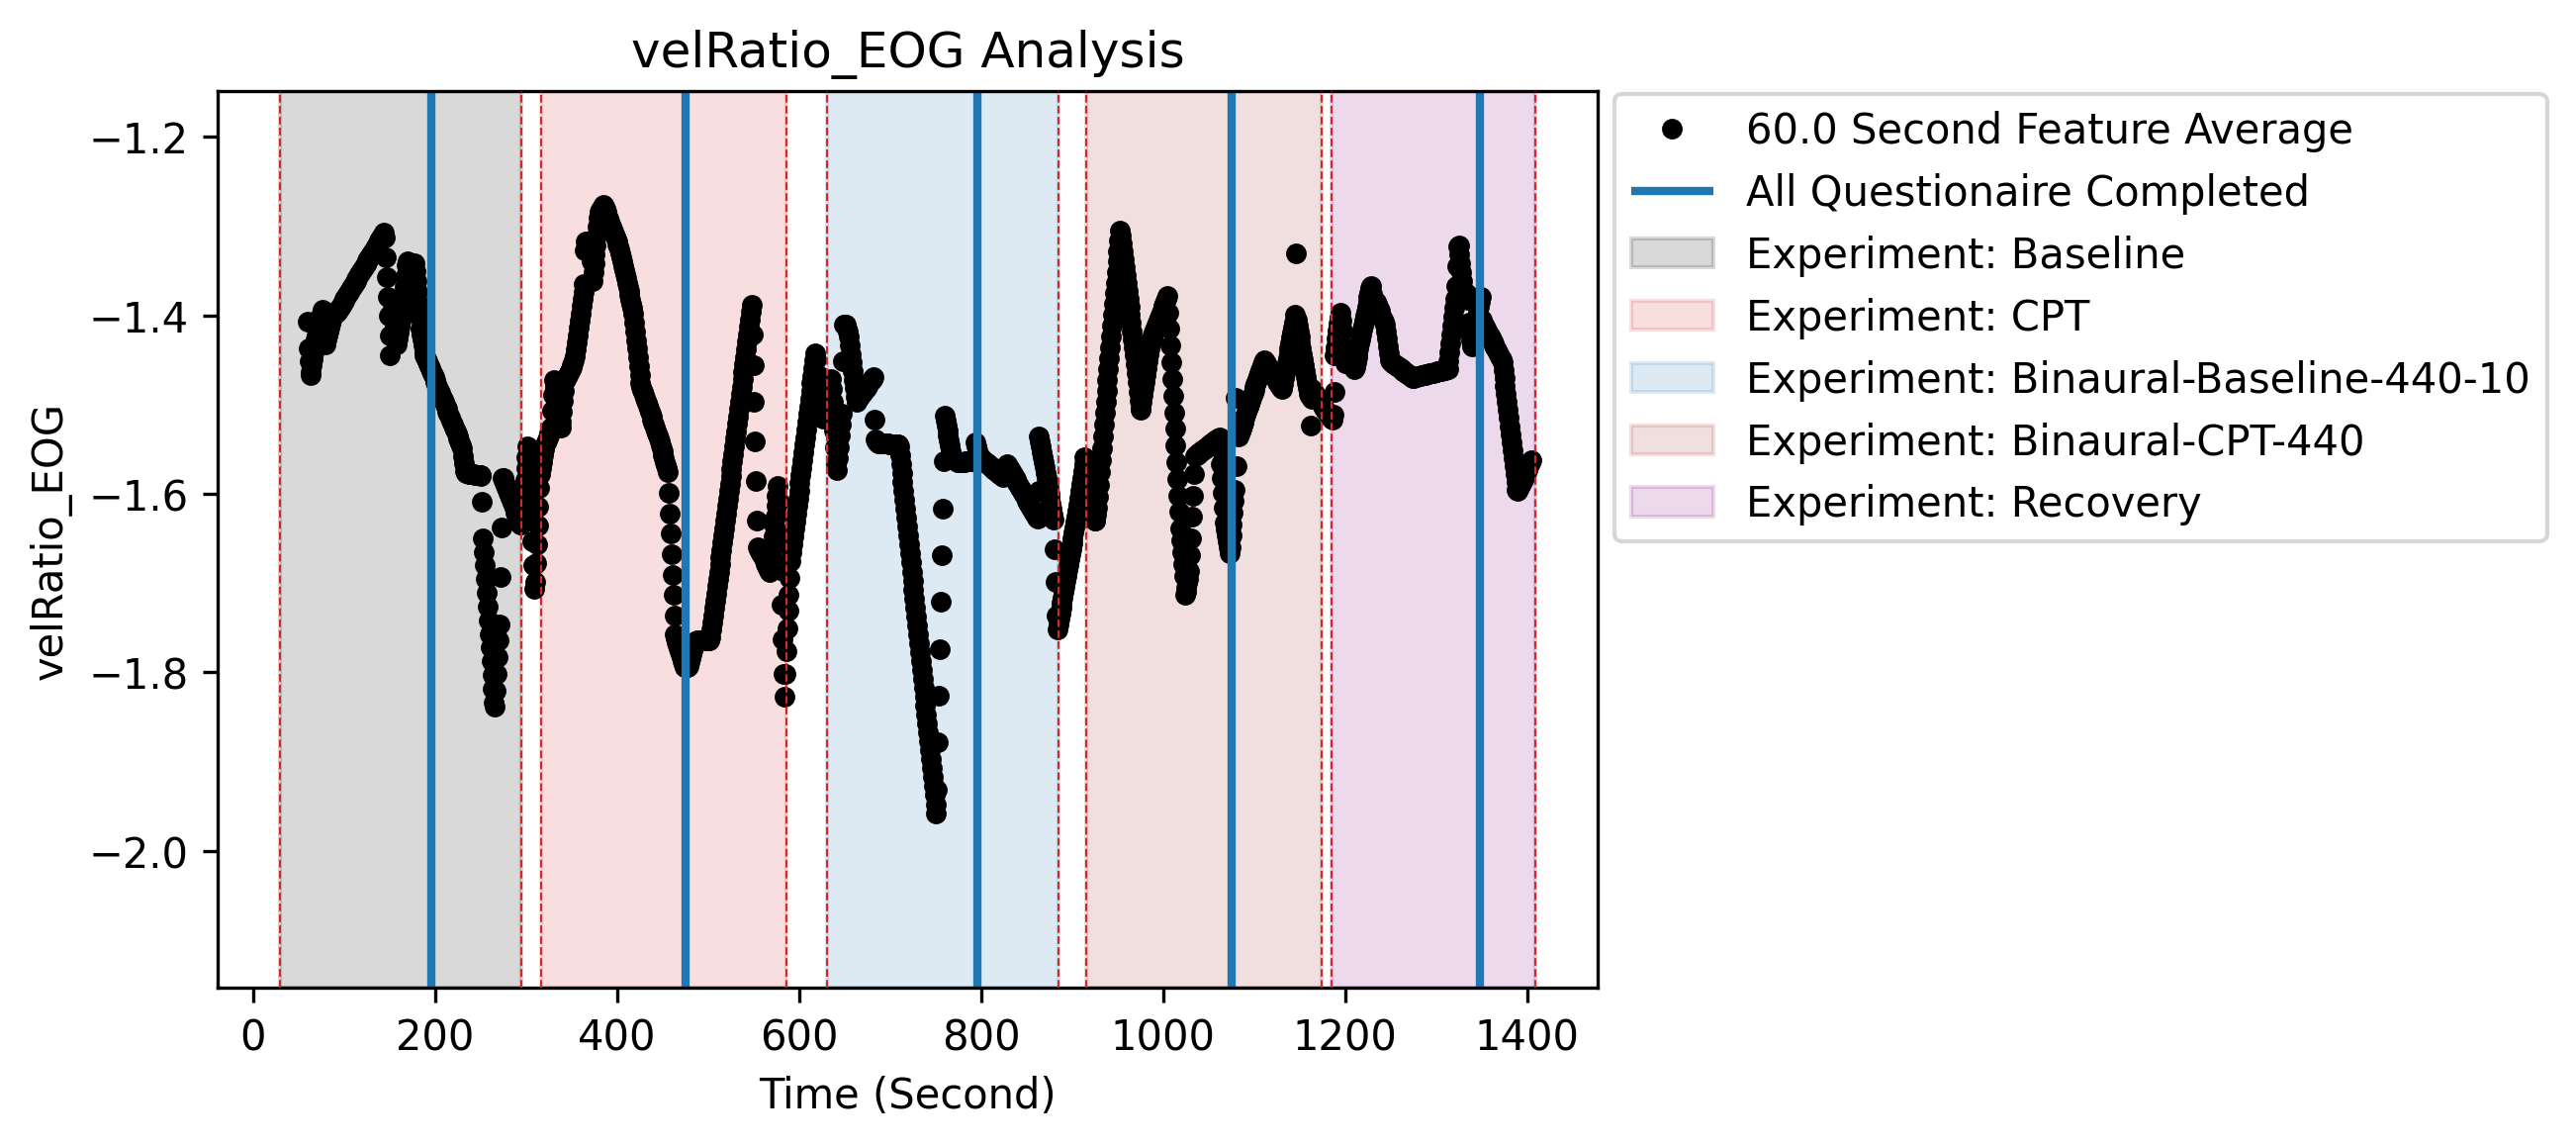 velRatio_EOG Analysis
−1.2
−1.4
−1.6
−1.8
−2.0
velRatio_EOG
0 200 400 600 800 1000 1200 1400
Time (Second)
60.0 Second Feature Average
All Questionaire Completed
Experiment: Baseline
Experiment: CPT
Experiment: Binaural-Baseline-440-10
Experiment: Binaural-CPT-440
Experiment: Recovery